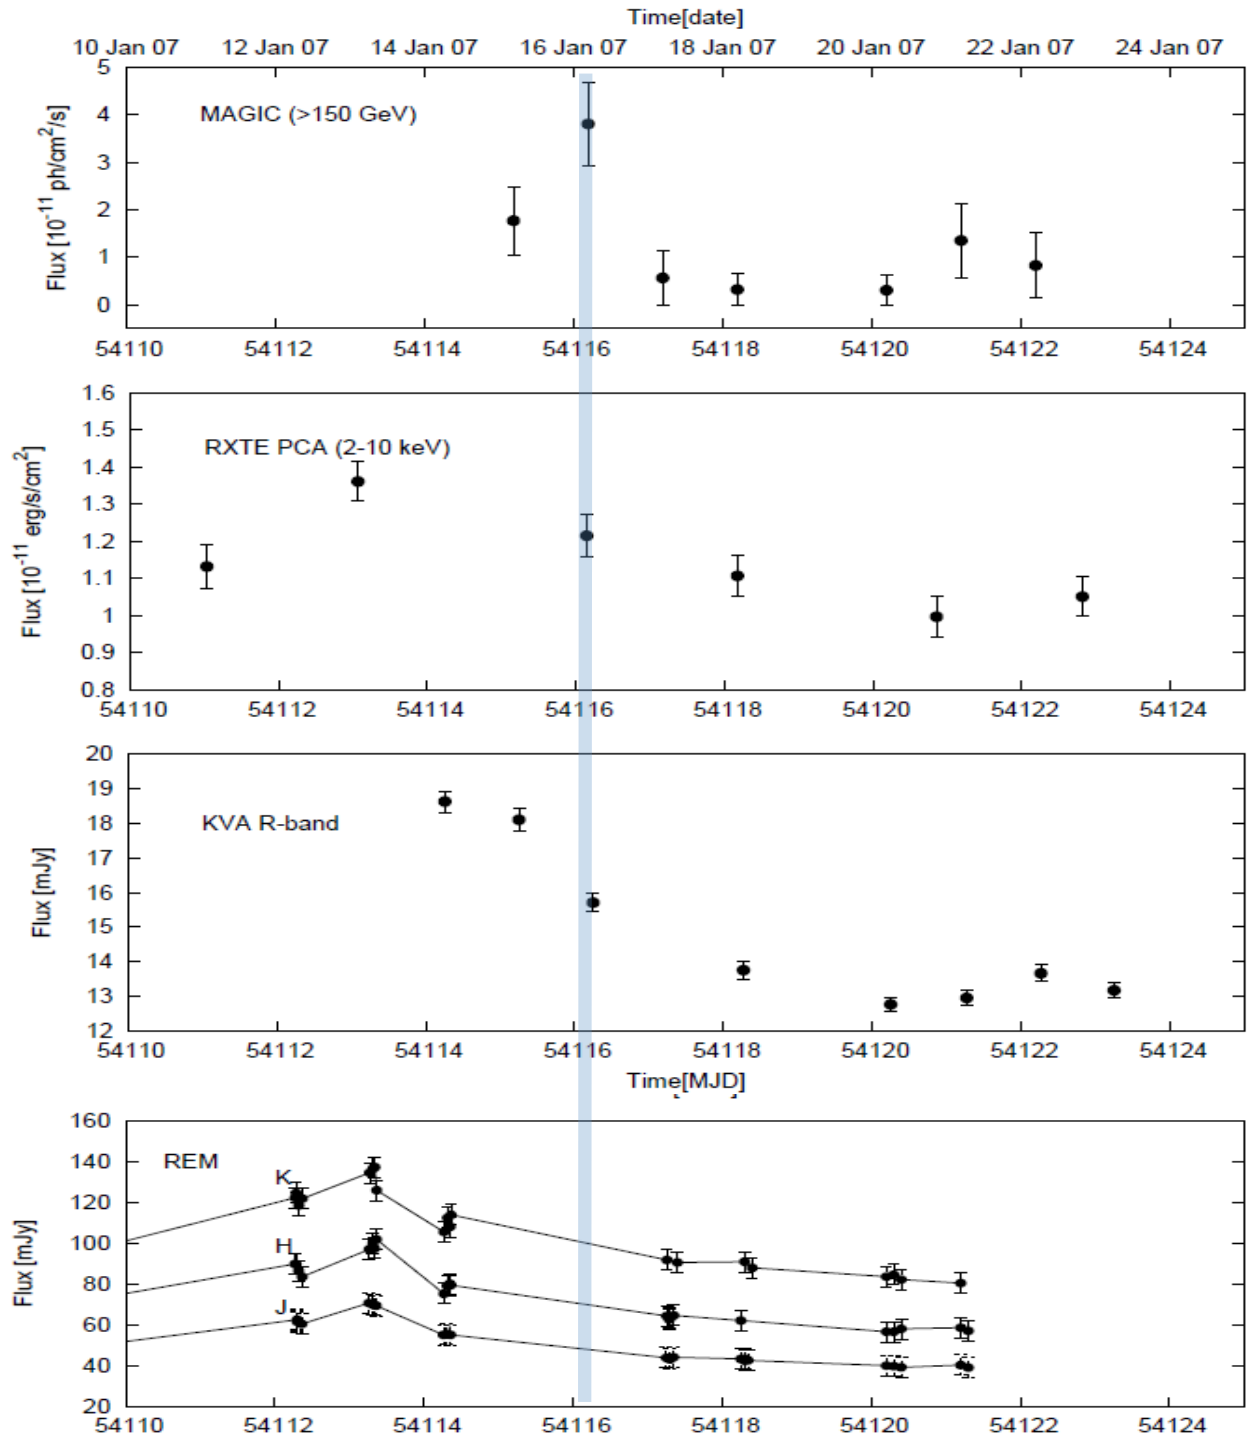 Time[date]
10 Jan 07 12 Jan 07 14 Jan 07 16 Jan 07 18 Jan 07 20 Jan 07 22 Jan 07 24 Jan 07
5
MAGIC (>150 GeV)
4
3
2
1
0
Flux [10⁻¹¹ ph/cm²/s]
54110 54112 54114 54116 54118 54120 54122 54124
1.6
1.5
RXTE PCA (2-10 keV)
1.4
1.3
1.2
1.1
1
0.9
0.8
Flux [10⁻¹¹ erg/s/cm²]
54110 54112 54114 54116 54118 54120 54122 54124
20
19
KVA R-band
18
17
16
15
14
13
12
Flux [mJy]
54110 54112 54114 54116 54118 54120 54122 54124
Time[MJD]
160
REM
140
K
120
100
H
80
J
60
40
20
Flux [mJy]
54110 54112 54114 54116 54118 54120 54122 54124